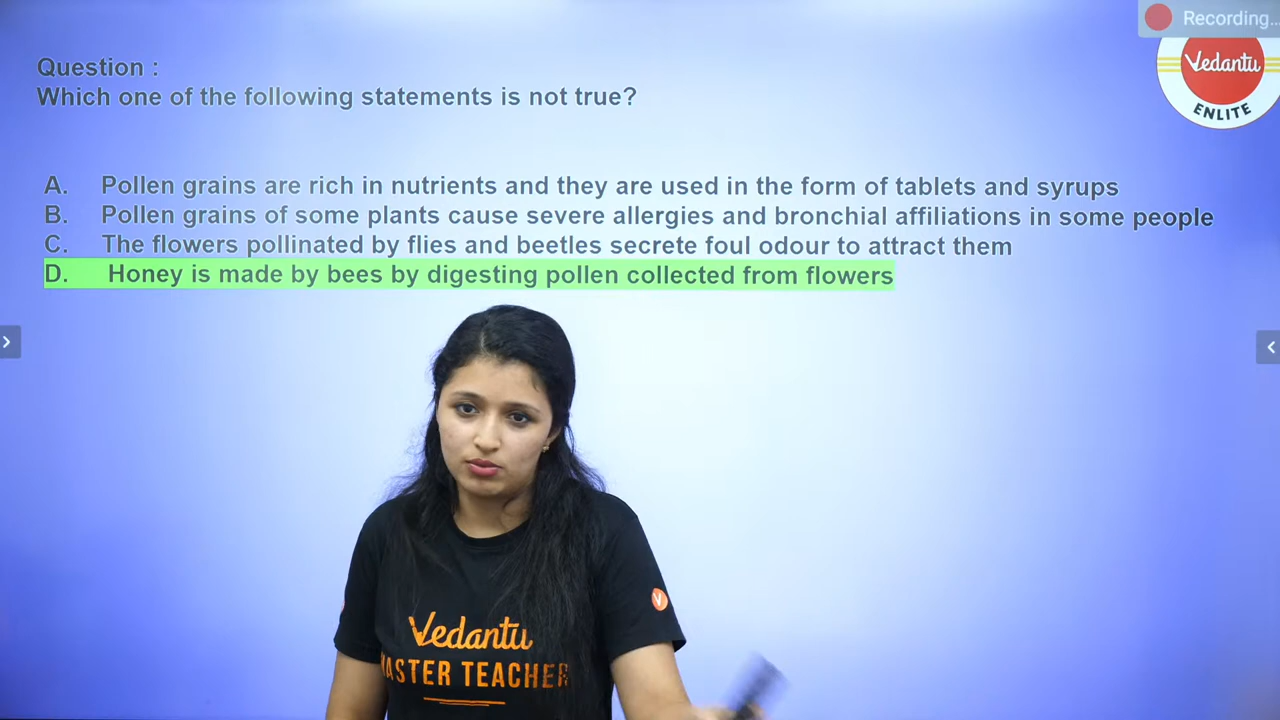 Recording...
Question :
Which one of the following statements is not true?
Vedantu
ENLITE
A. Pollen grains are rich in nutrients and they are used in the form of tablets and syrups
B. Pollen grains of some plants cause severe allergies and bronchial affiliations in some people
C. The flowers pollinated by flies and beetles secrete foul odour to attract them
D. Honey is made by bees by digesting pollen collected from flowers
V
Vedantu
MASTER TEACHER